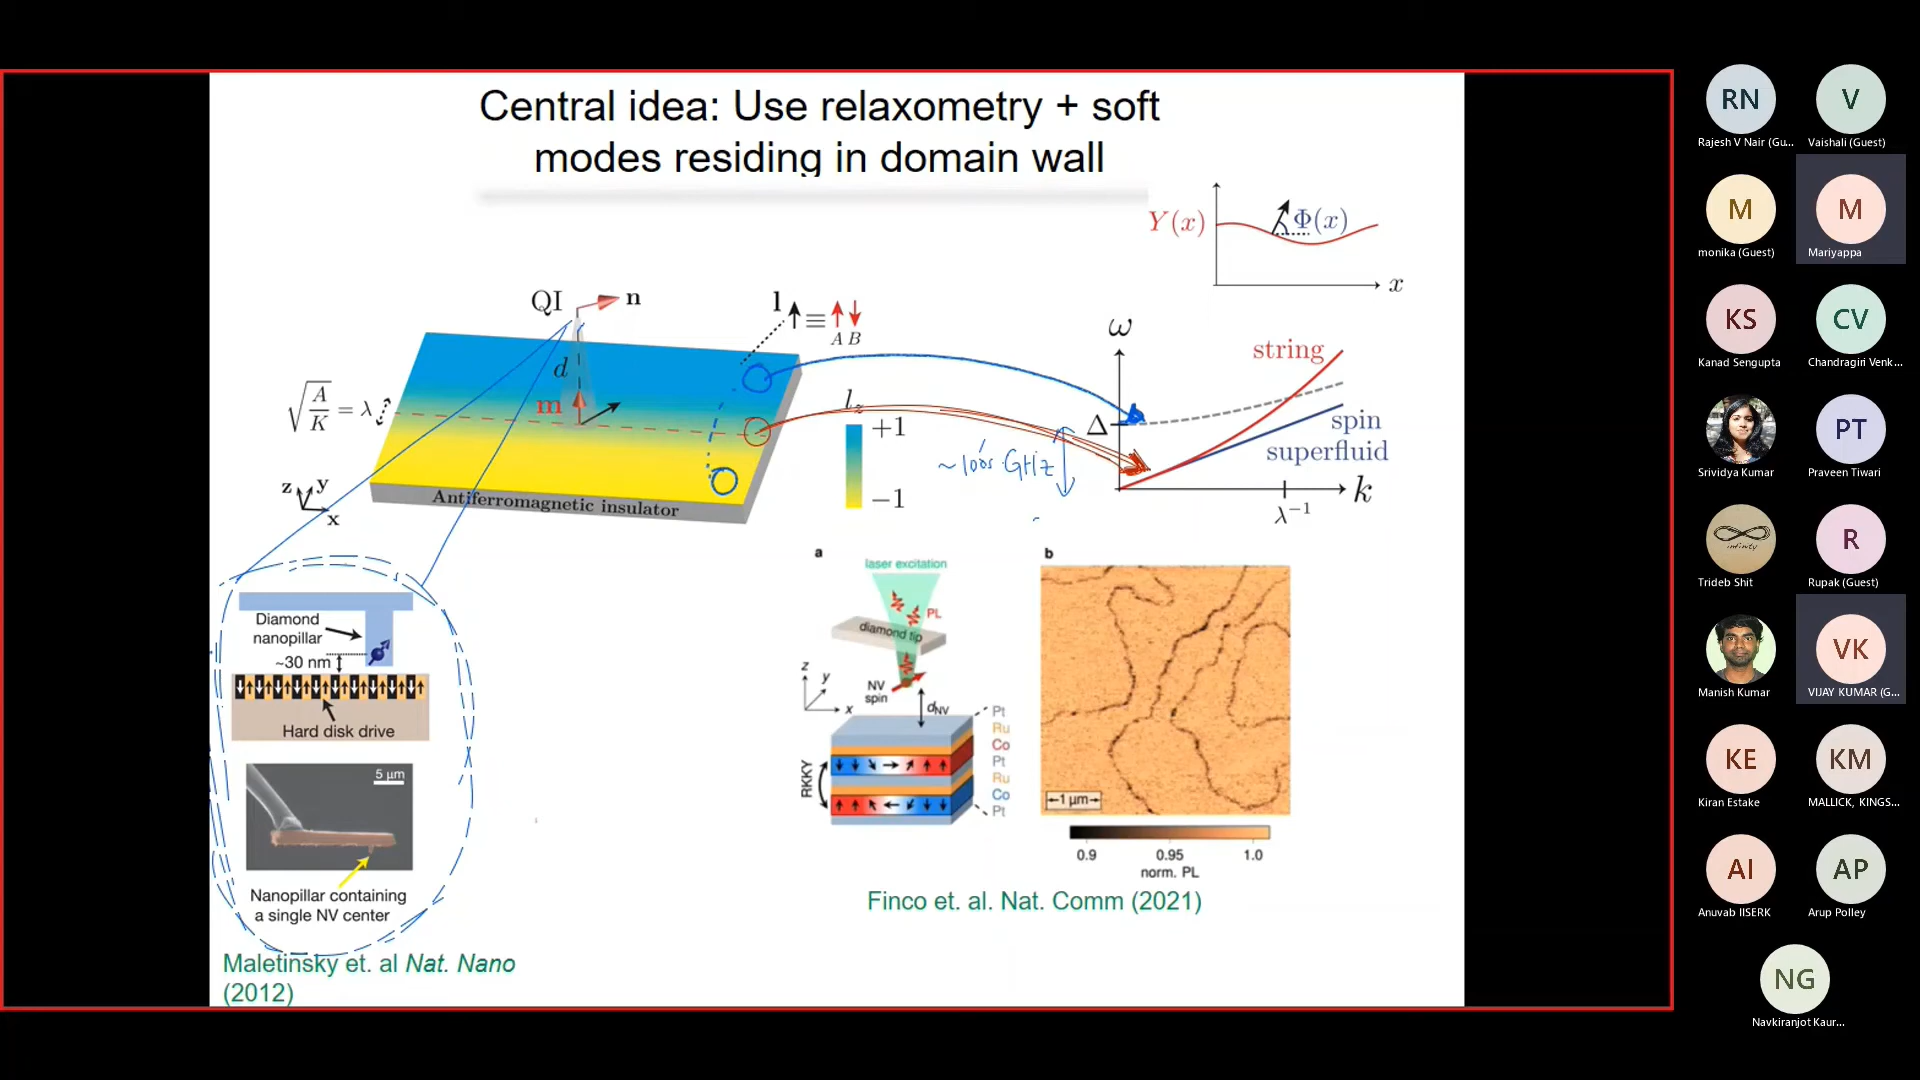 Central idea: Use relaxometry + soft
modes residing in domain wall
Y(x)
Φ(x)
x
QI
n
l ≡
A B
d
m
√A/K = λ
l_z
+1
−1
z y
x
Antiferromagnetic insulator
ω
string
Δ
spin
superfluid
~100's GHz
k
λ⁻¹
Diamond
nanopillar
~30 nm
Hard disk drive
5 μm
Nanopillar containing
a single NV center
Maletinsky et. al Nat. Nano
(2012)
a
laser excitation
PL
diamond tip
z
y
x
NV
spin
dNV
RKKY
Pt
Ru
Co
Pt
Ru
Co
Pt
b
1 μm
0.9 0.95 1.0
norm. PL
Finco et. al. Nat. Comm (2021)
RN
Rajesh V Nair (Gu...
V
Vaishali (Guest)
M
monika (Guest)
M
Mariyappa
KS
Kanad Sengupta
CV
Chandragiri Venk...
Srividya Kumar
PT
Praveen Tiwari
infinity
Trideb Shit
R
Rupak (Guest)
Manish Kumar
VK
VIJAY KUMAR (G...
KE
Kiran Estake
KM
MALLICK, KINGS...
AI
Anuvab IISERK
AP
Arup Polley
NG
Navkiranjot Kaur...